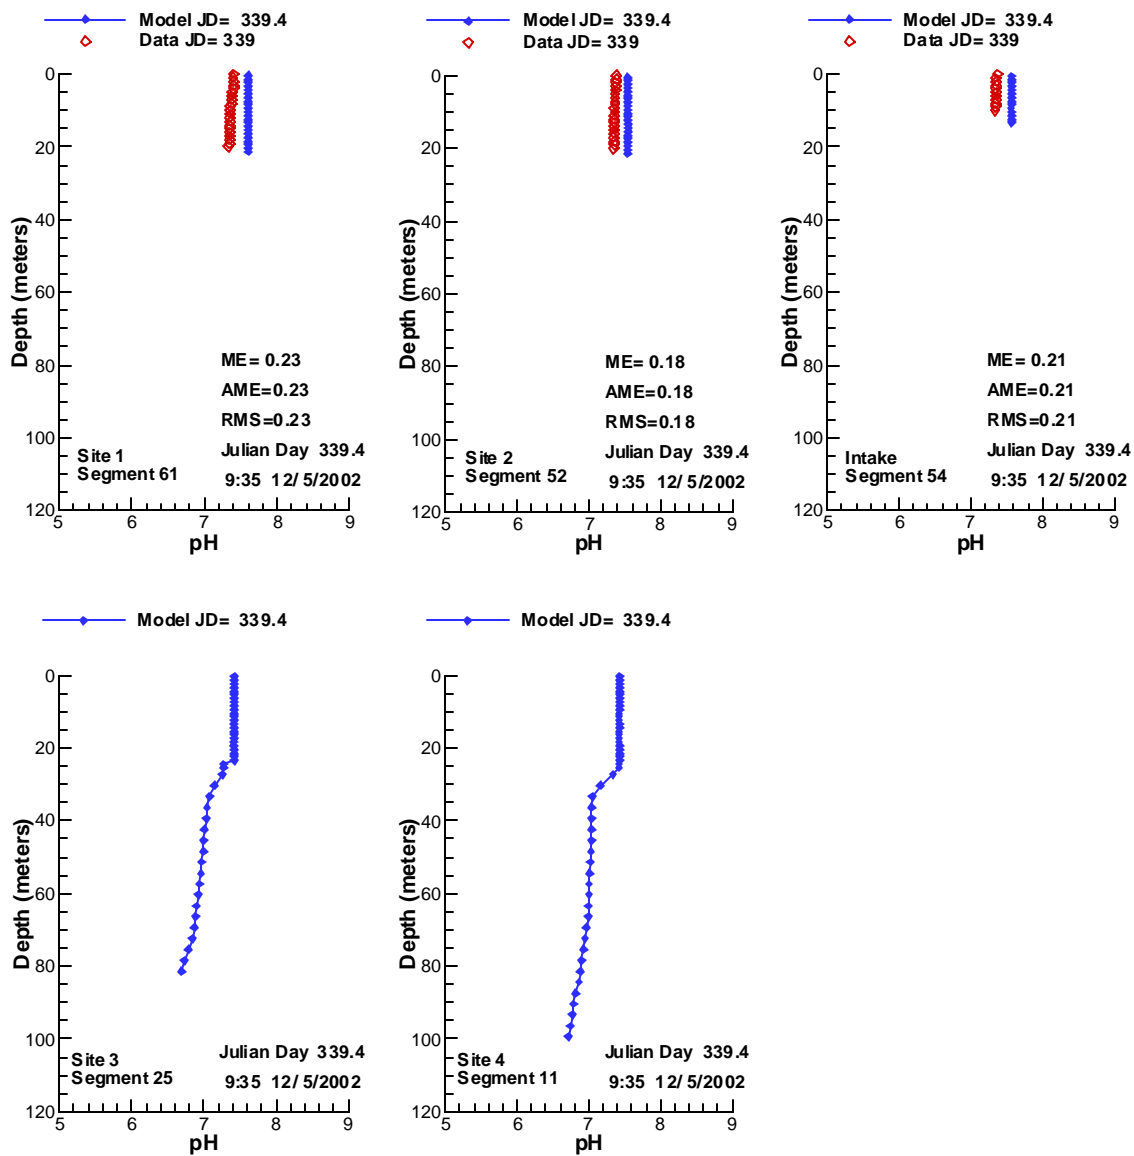 Model JD= 339.4
Data JD= 339
0
20
40
60
80
100
120
Depth (meters)
ME= 0.23
AME=0.23
RMS=0.23
Julian Day 339.4
9:35 12/ 5/2002
Site 1
Segment 61
5 6 7 8 9
pH
Model JD= 339.4
Data JD= 339
0
20
40
60
80
100
120
Depth (meters)
ME= 0.18
AME=0.18
RMS=0.18
Julian Day 339.4
9:35 12/ 5/2002
Site 2
Segment 52
5 6 7 8 9
pH
Model JD= 339.4
Data JD= 339
0
20
40
60
80
100
120
Depth (meters)
ME= 0.21
AME=0.21
RMS=0.21
Julian Day 339.4
9:35 12/ 5/2002
Intake
Segment 54
5 6 7 8 9
pH
Model JD= 339.4
0
20
40
60
80
100
120
Depth (meters)
Julian Day 339.4
9:35 12/ 5/2002
Site 3
Segment 25
5 6 7 8 9
pH
Model JD= 339.4
0
20
40
60
80
100
120
Depth (meters)
Julian Day 339.4
9:35 12/ 5/2002
Site 4
Segment 11
5 6 7 8 9
pH